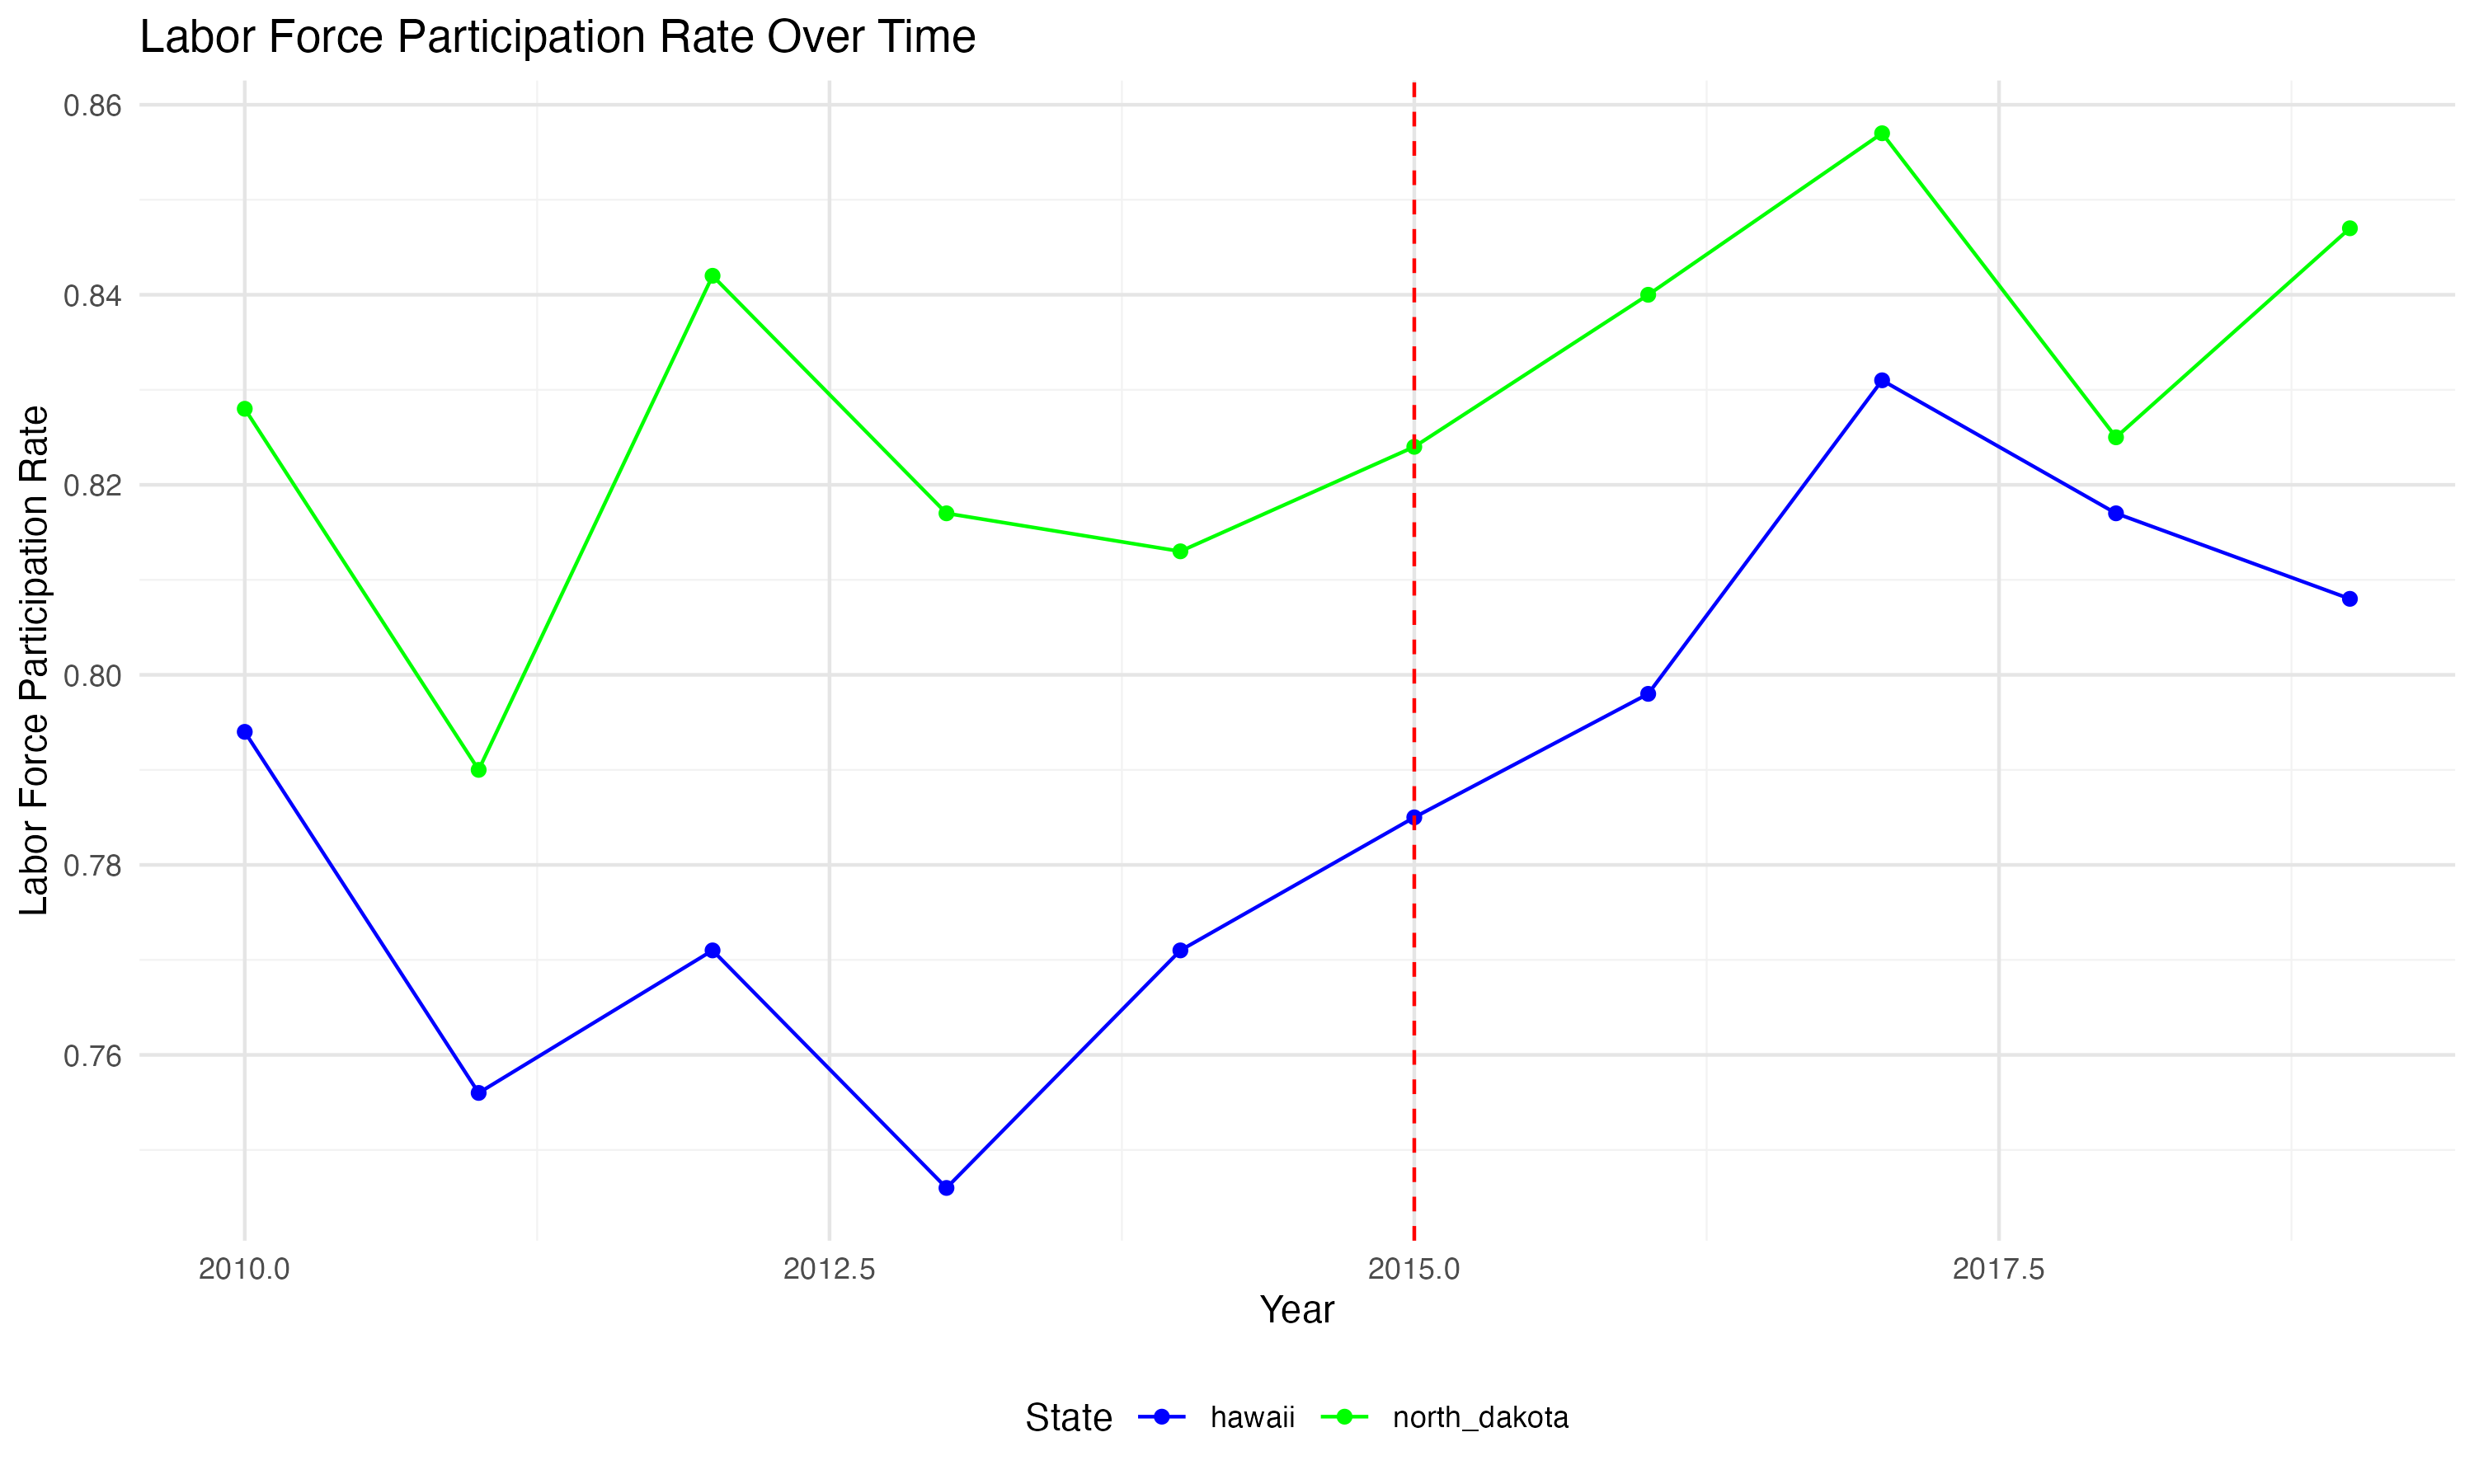 Labor Force Participation Rate Over Time
Labor Force Participation Rate
0.86
0.84
0.82
0.80
0.78
0.76
2010.0 2012.5 2015.0 2017.5
Year
State hawaii north_dakota